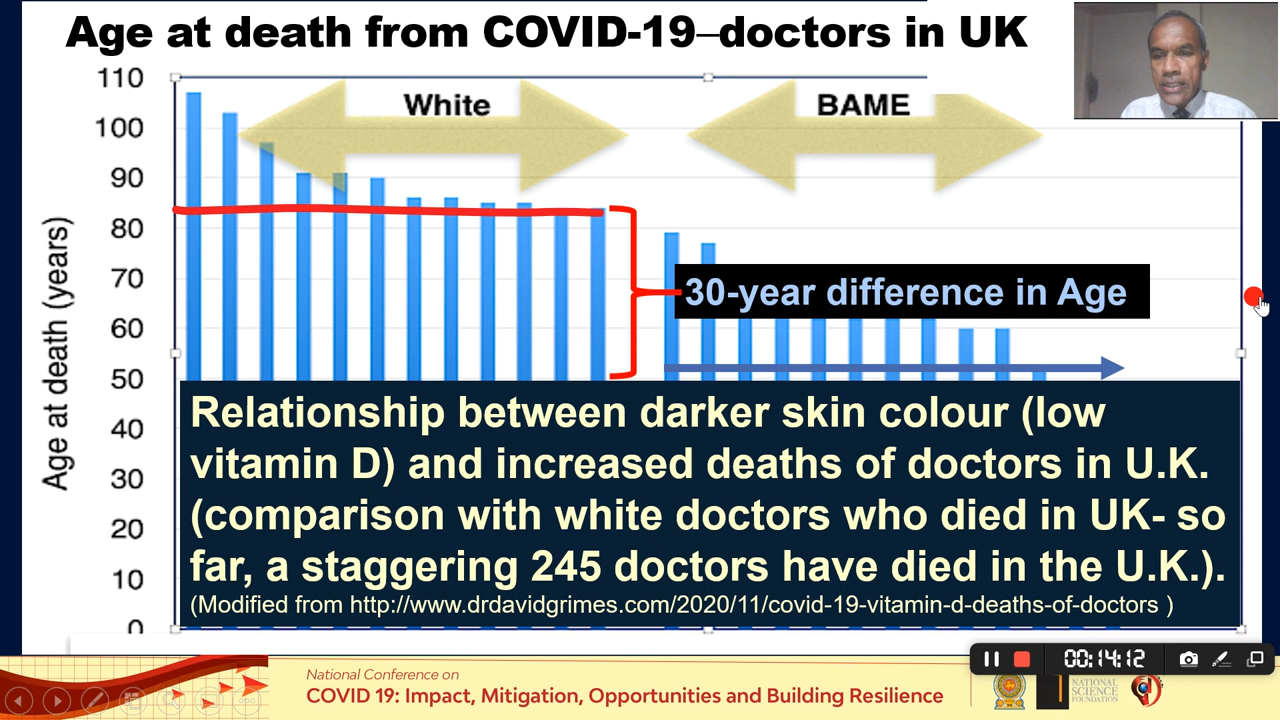 Age at death from COVID-19–doctors in UK
110
100
90
80
70
60
50
40
30
20
10
0
Age at death (years)
White
BAME
30-year difference in Age
Relationship between darker skin colour (low
vitamin D) and increased deaths of doctors in U.K.
(comparison with white doctors who died in UK- so
far, a staggering 245 doctors have died in the U.K.).
(Modified from http://www.drdavidgrimes.com/2020/11/covid-19-vitamin-d-deaths-of-doctors )
00:14:12
National Conference on
COVID 19: Impact, Mitigation, Opportunities and Building Resilience
NATIONAL
SCIENCE
FOUNDATION